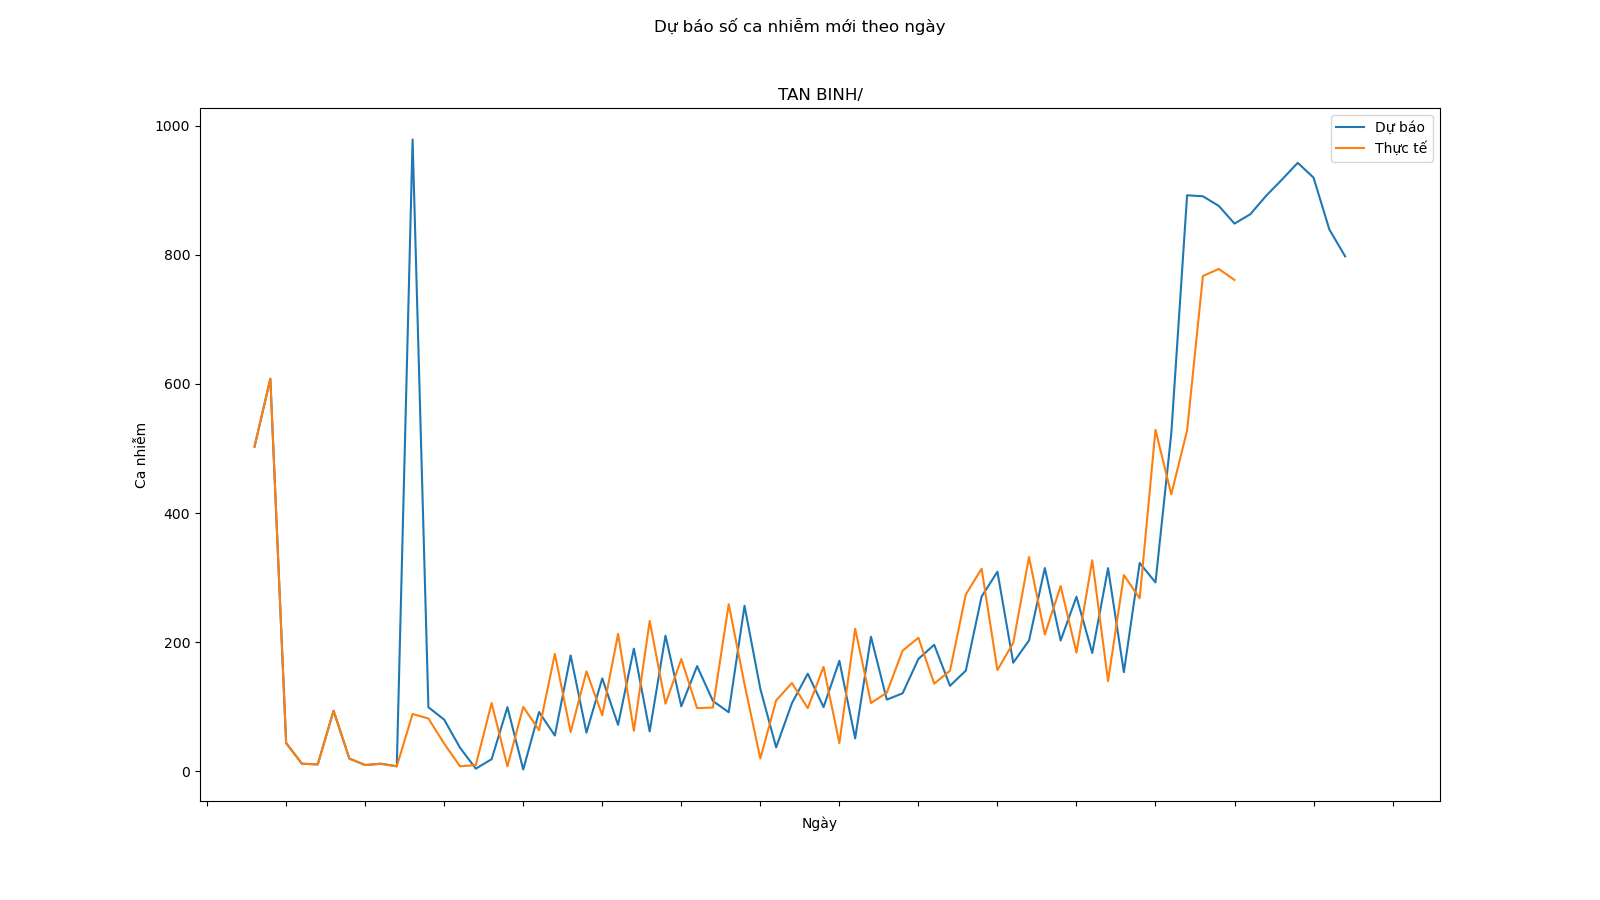 Dự báo số ca nhiễm mới theo ngày
TAN BINH/
Dự báo
Thực tế
1000
800
600
400
200
0
Ca nhiễm
Ngày